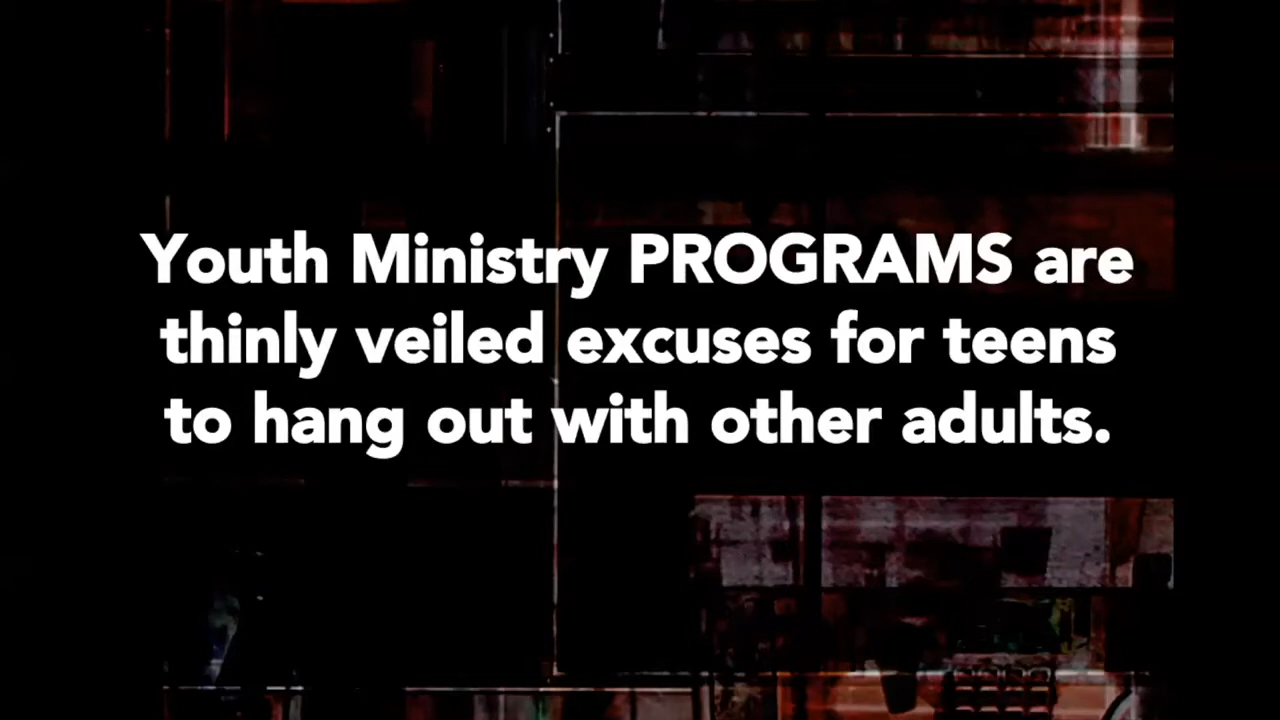 Youth Ministry PROGRAMS are
thinly veiled excuses for teens
to hang out with other adults.